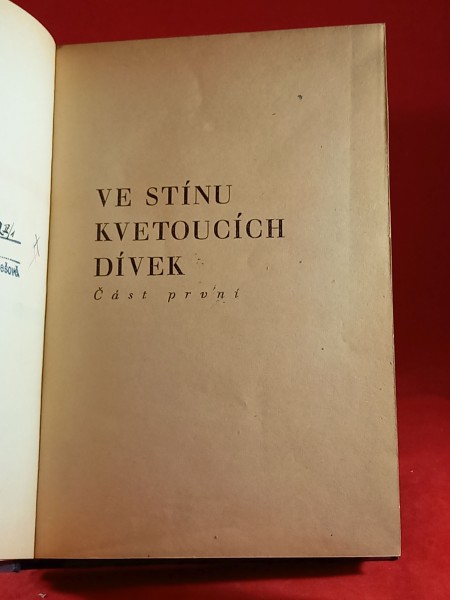 VE STÍNU
KVETOUCÍCH
DÍVEK
Část první